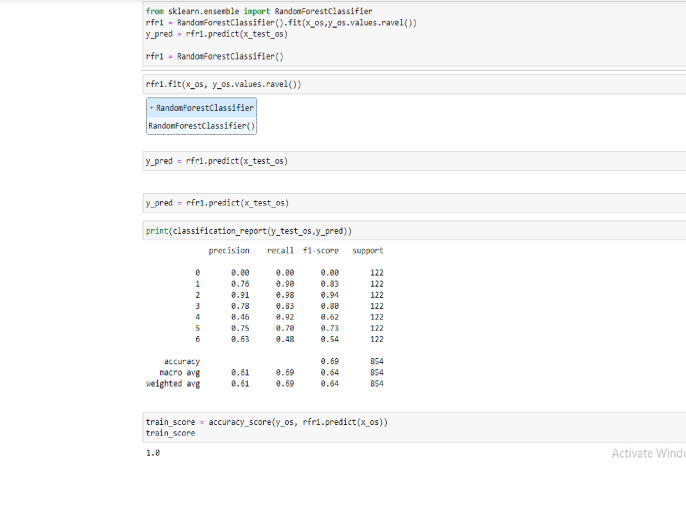 from sklearn.ensemble import RandomForestClassifier
rfr1 = RandomForestClassifier().fit(x_os,y_os.values.ravel())
y_pred = rfr1.predict(x_test_os)
rfr1 = RandomForestClassifier()
rfr1.fit(x_os, y_os.values.ravel())
RandomForestClassifier
RandomForestClassifier()
y_pred = rfr1.predict(x_test_os)
y_pred = rfr1.predict(x_test_os)
print(classification_report(y_test_os,y_pred))
precision recall f1-score support
0 0.00 0.00 0.00 122
1 0.76 0.90 0.83 122
2 0.91 0.98 0.94 122
3 0.78 0.83 0.80 122
4 0.46 0.92 0.62 122
5 0.75 0.70 0.73 122
6 0.63 0.48 0.54 122
accuracy 0.69 854
macro avg 0.61 0.69 0.64 854
weighted avg 0.61 0.69 0.64 854
train_score = accuracy_score(y_os, rfr1.predict(x_os))
train_score
1.0
Activate Windo